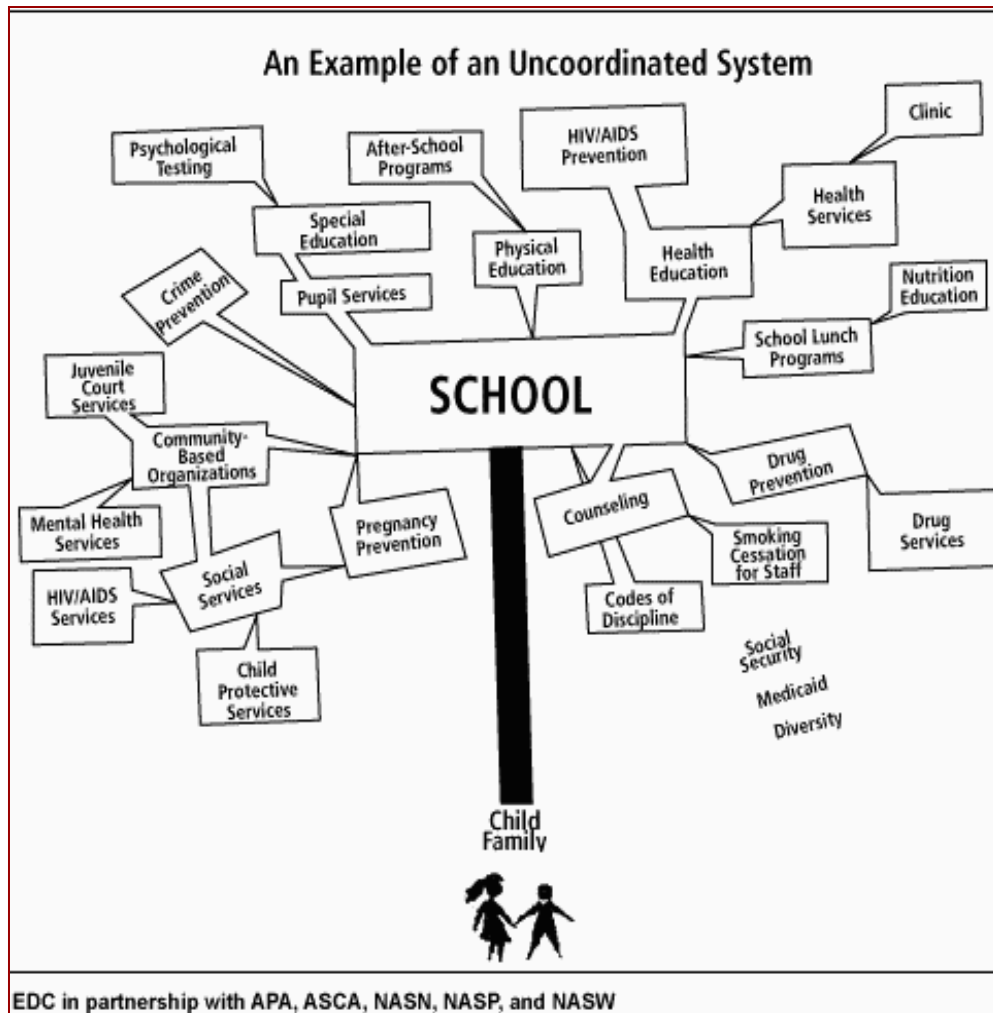 An Example of an Uncoordinated System
Clinic
HIV/AIDS
Prevention
After-School
Programs
Psychological
Testing
Health
Services
Special
Education
Physical
Education
Health
Education
Nutrition
Education
Crime
Prevention
Pupil Services
School Lunch
Programs
SCHOOL
Juvenile
Court
Services
Community-
Based
Organizations
Drug
Prevention
Mental Health
Services
Pregnancy
Prevention
Counseling
Smoking
Cessation
for Staff
Drug
Services
Social
Services
HIV/AIDS
Services
Codes of
Discipline
Child
Protective
Services
Social
Security
Medicaid
Diversity
Child
Family
EDC in partnership with APA, ASCA, NASN, NASP, and NASW